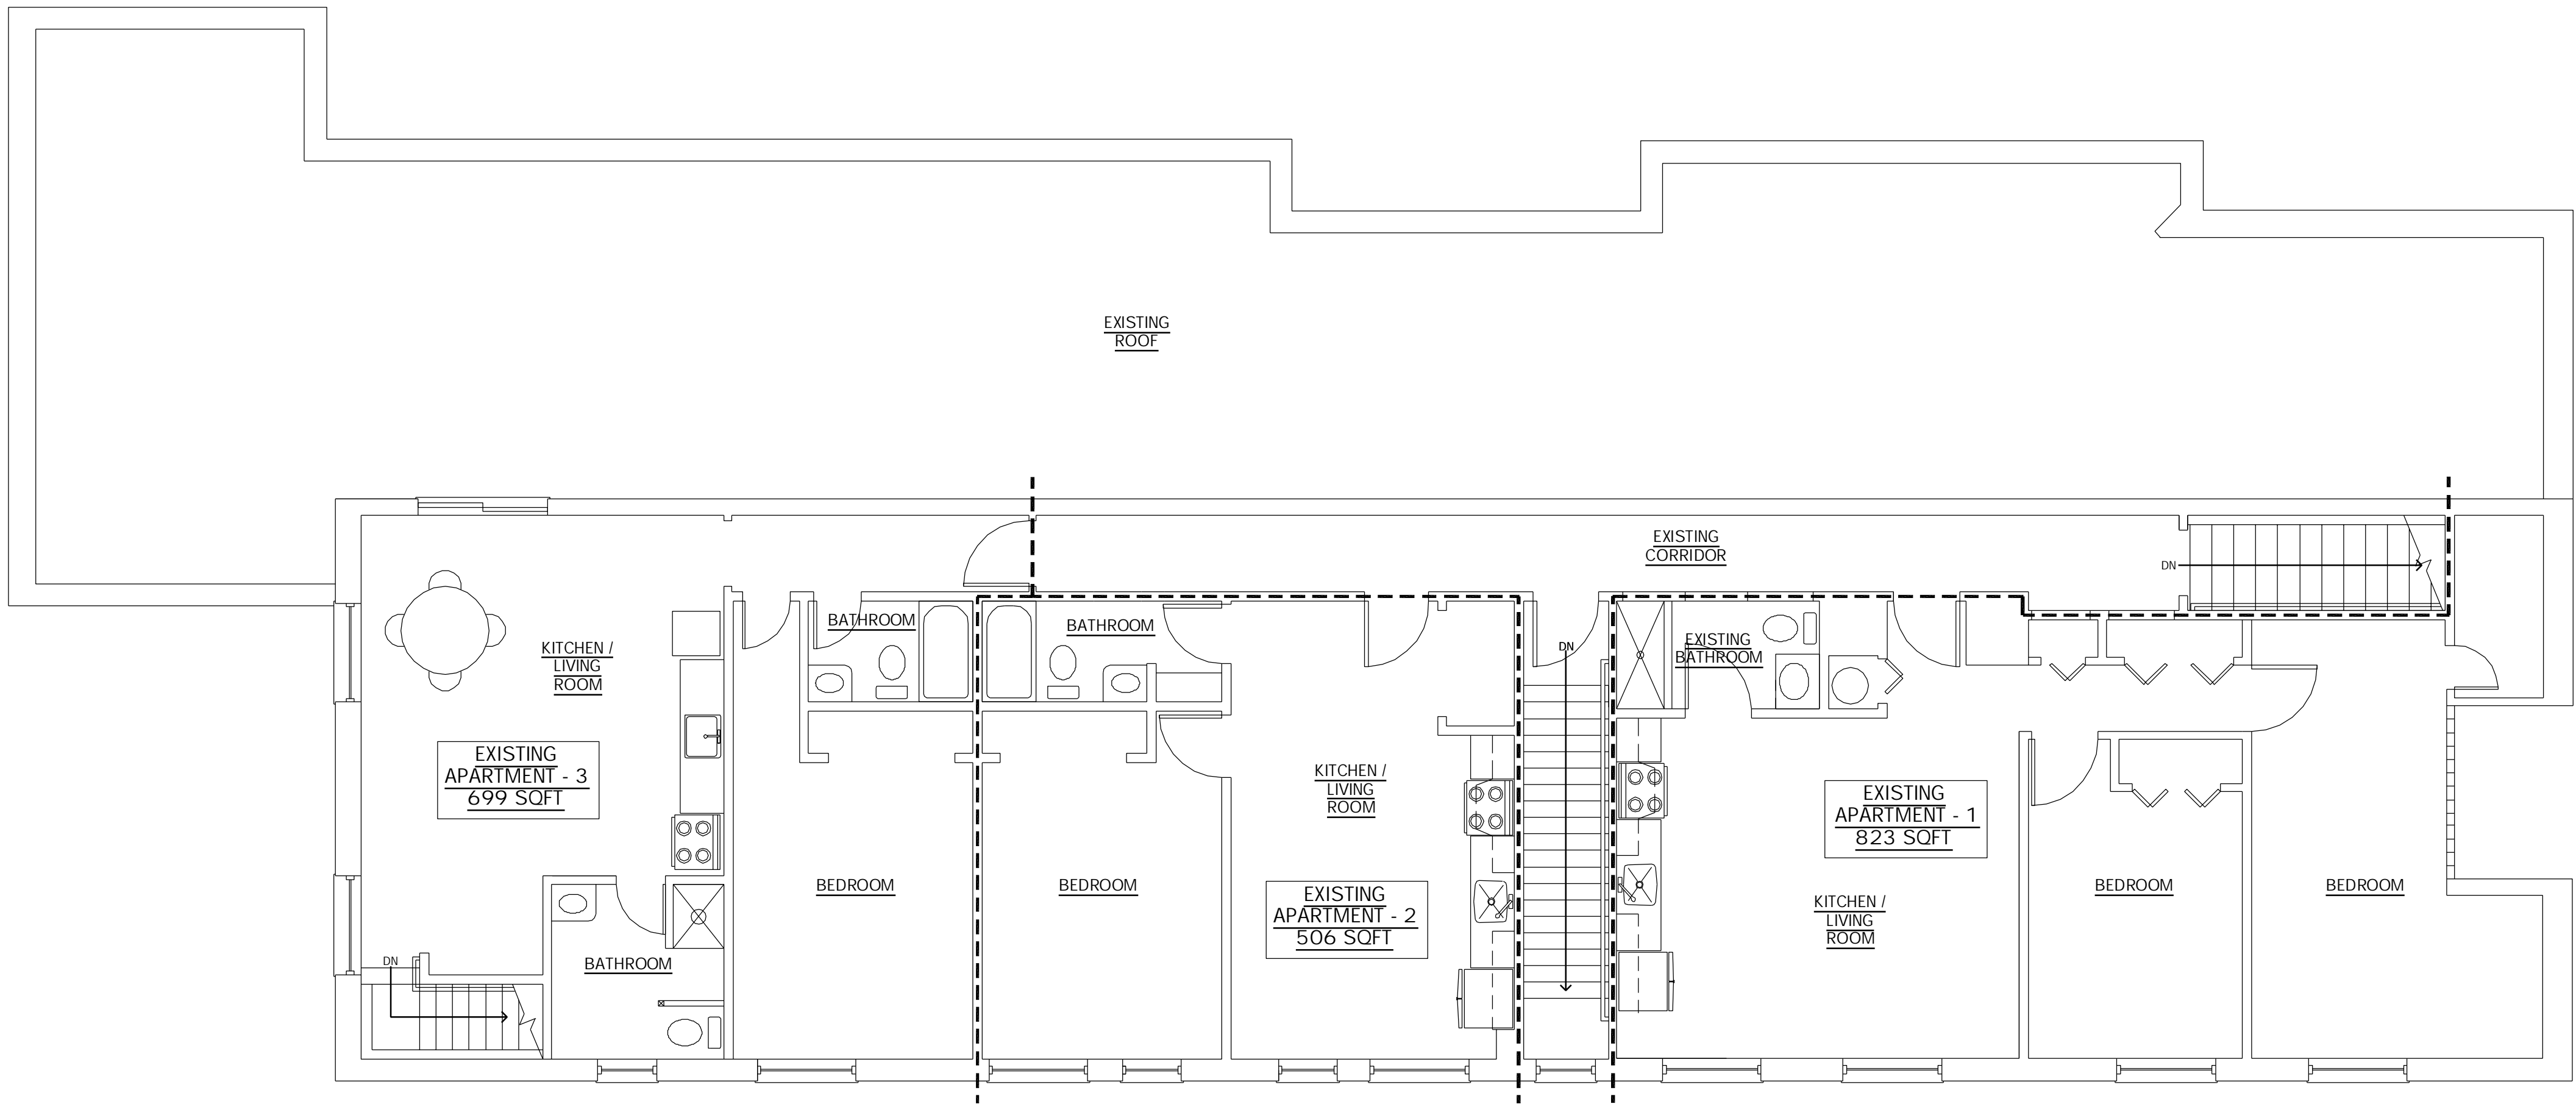 EXISTING
ROOF
EXISTING
CORRIDOR
DN
BATHROOM
BATHROOM
KITCHEN /
LIVING
ROOM
DN
EXISTING
BATHROOM
EXISTING
APARTMENT - 3
699 SQFT
KITCHEN /
LIVING
ROOM
EXISTING
APARTMENT - 1
823 SQFT
BEDROOM
BEDROOM
EXISTING
APARTMENT - 2
506 SQFT
KITCHEN /
LIVING
ROOM
BEDROOM
BEDROOM
DN
BATHROOM